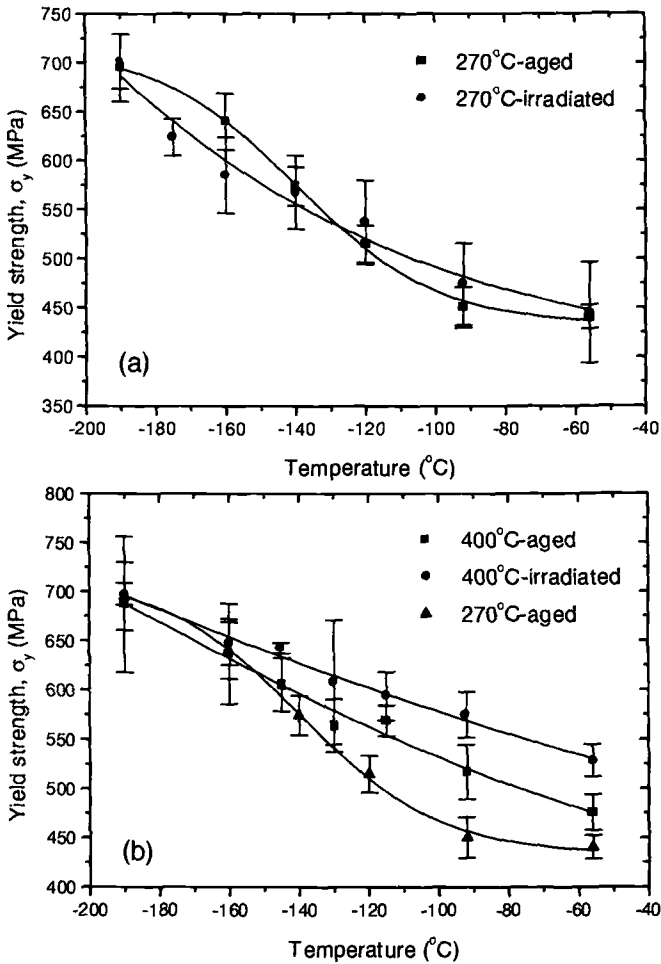 750
700
650
600
550
500
450
400
350
Yield strength, σy (MPa)
270°C-aged
270°C-irradiated
(a)
-200 -180 -160 -140 -120 -100 -80 -60 -40
Temperature (°C)
800
750
700
650
600
550
500
450
400
Yield strength, σy (MPa)
400°C-aged
400°C-irradiated
270°C-aged
(b)
-200 -180 -160 -140 -120 -100 -80 -60 -40
Temperature (°C)